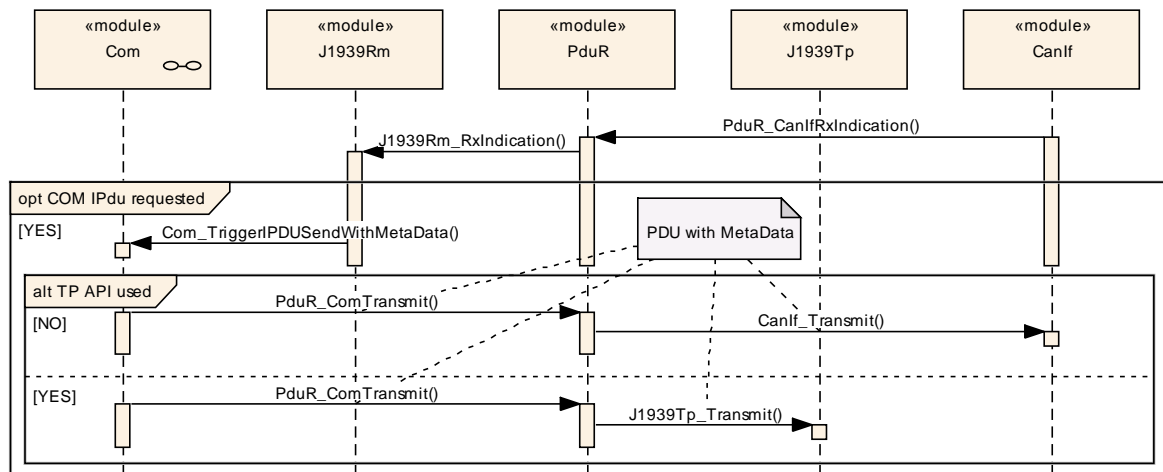 «module» «module» «module» «module» «module»
Com J1939Rm PduR J1939Tp CanIf
PduR_CanIfRxIndication()
J1939Rm_RxIndication()
opt COM IPdu requested
[YES]
Com_TriggerIPDUSendWithMetaData()
PDU with MetaData
alt TP API used
PduR_ComTransmit()
[NO]
CanIf_Transmit()
[YES]
PduR_ComTransmit()
J1939Tp_Transmit()